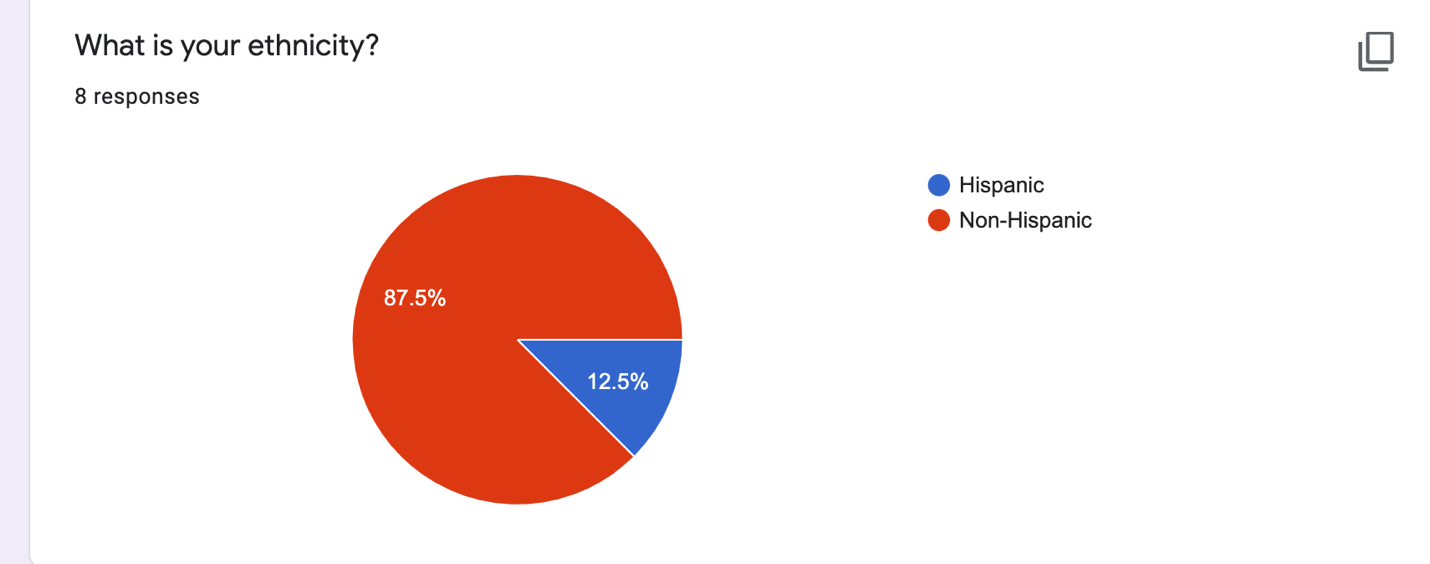 What is your ethnicity?
8 responses
Hispanic
Non-Hispanic
87.5%
12.5%